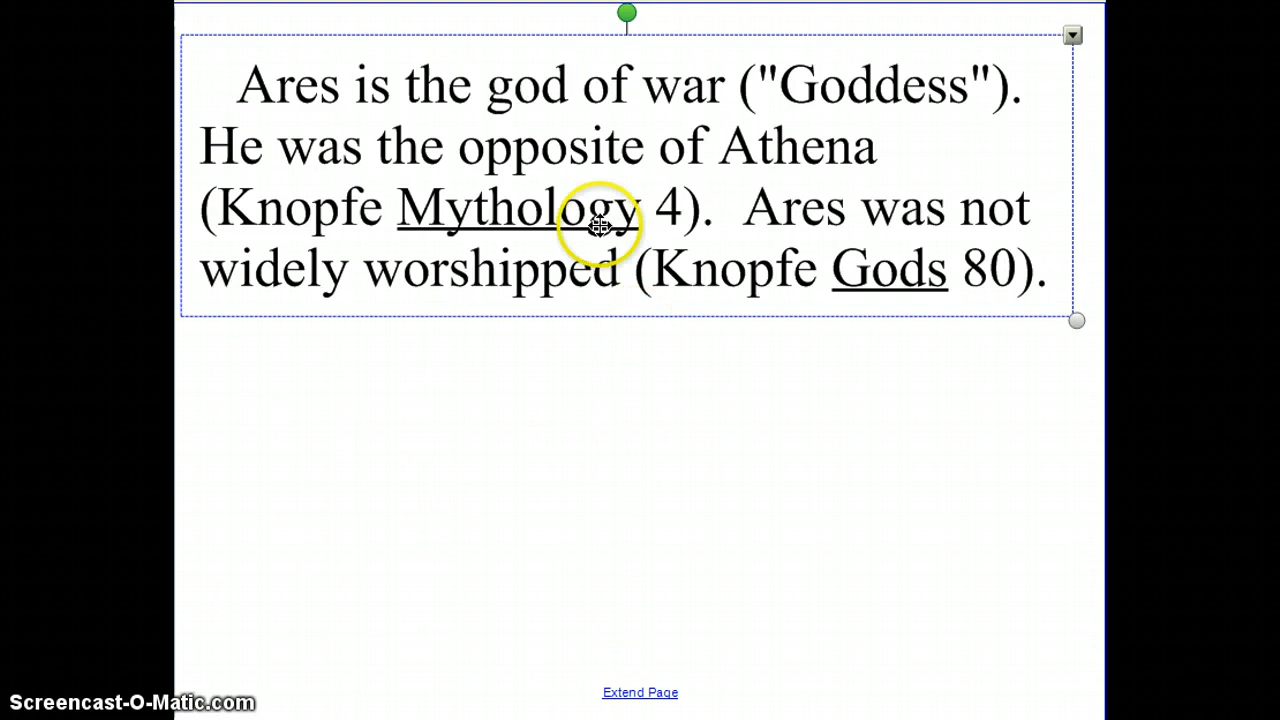 Ares is the god of war ("Goddess").
He was the opposite of Athena
(Knopfe Mythology 4).  Ares was not
widely worshipped (Knopfe Gods 80).
Extend Page
Screencast-O-Matic.com